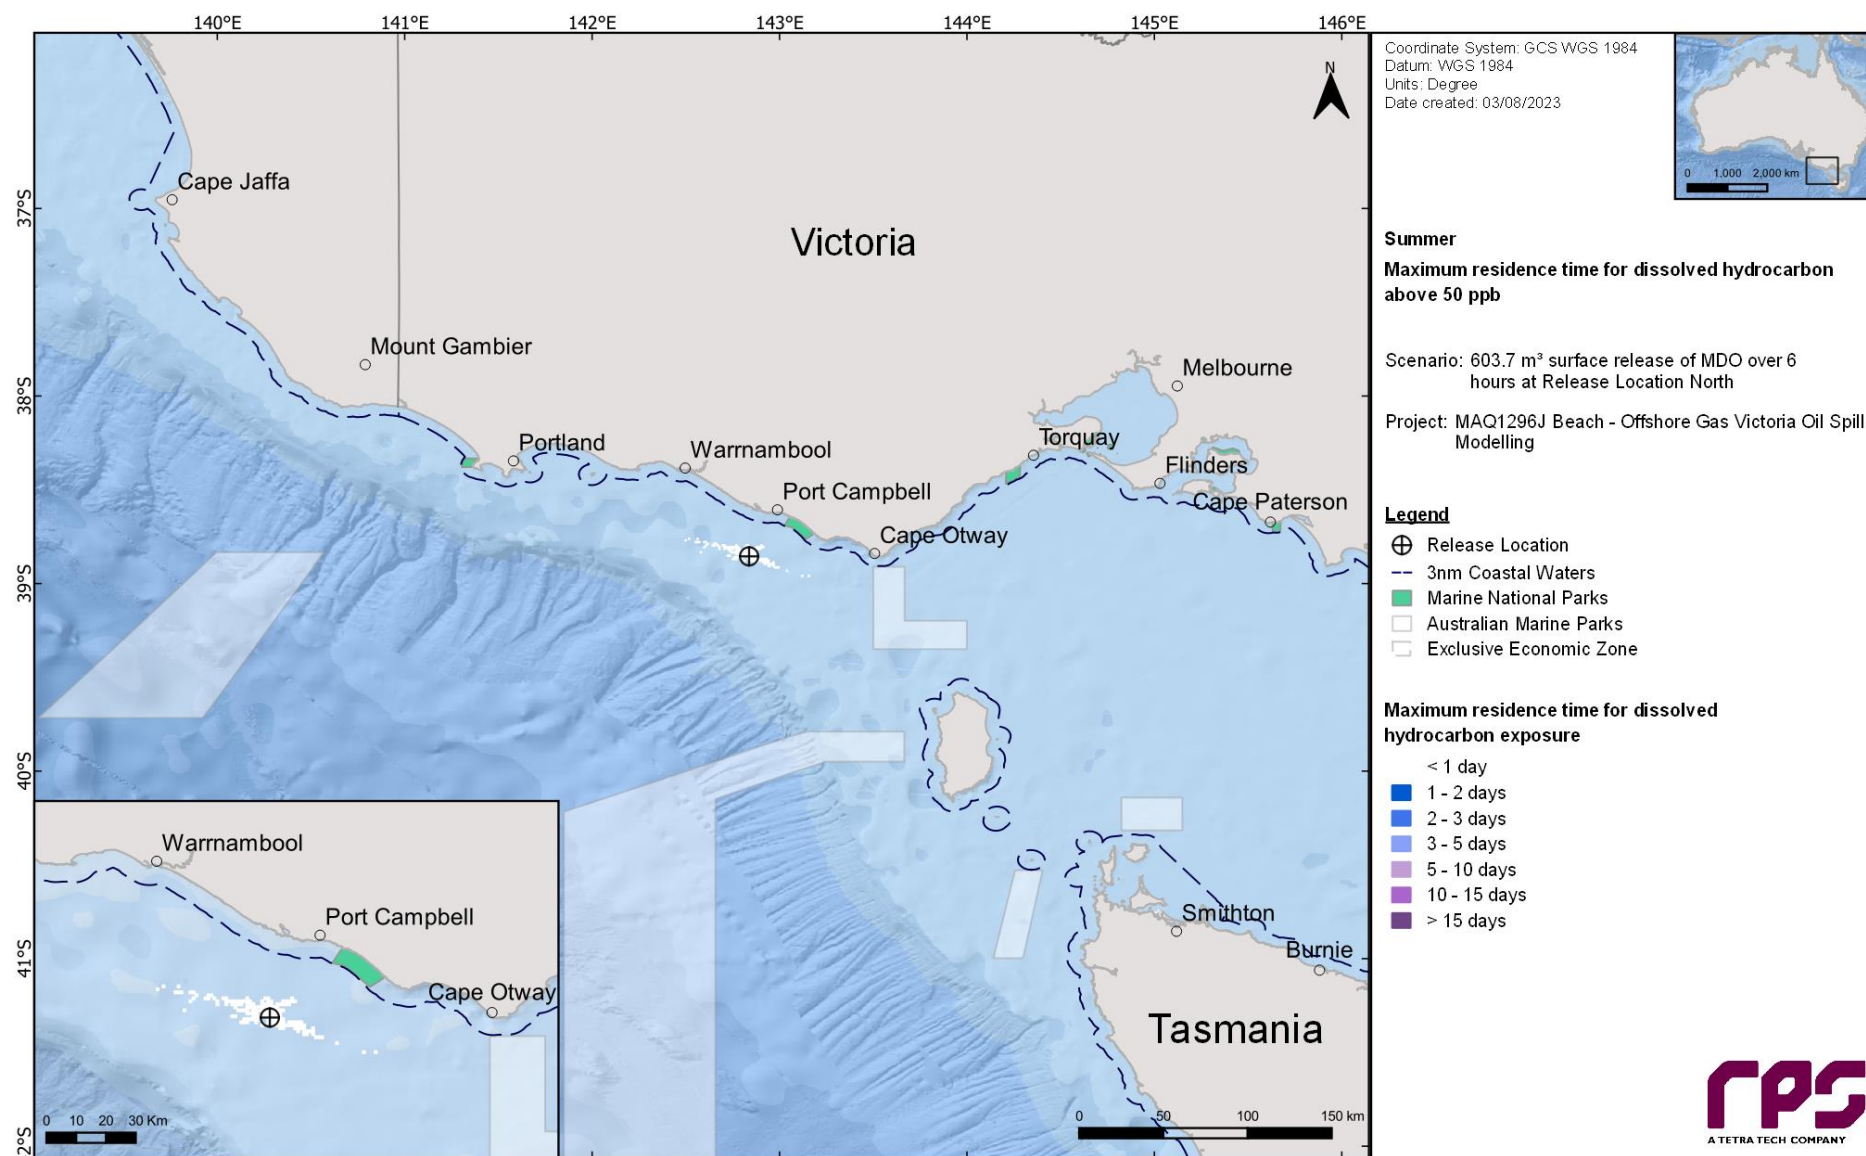 140°E 141°E 142°E 143°E 144°E 145°E 146°E
37°S
38°S
39°S
40°S
41°S
2°S
N
Cape Jaffa
Victoria
Mount Gambier
Melbourne
Portland
Warrnambool
Torquay
Flinders
Port Campbell
Cape Paterson
Cape Otway
Smithton
Burnie
Tasmania
0 50 100 150 km
Warrnambool
Port Campbell
Cape Otway
0 10 20 30 Km
Coordinate System: GCS WGS 1984
Datum: WGS 1984
Units: Degree
Date created: 03/08/2023
0 1,000 2,000 km
Summer
Maximum residence time for dissolved hydrocarbon
above 50 ppb
Scenario: 603.7 m³ surface release of MDO over 6
hours at Release Location North
Project: MAQ1296J Beach - Offshore Gas Victoria Oil Spill
Modelling
Legend
Release Location
3nm Coastal Waters
Marine National Parks
Australian Marine Parks
Exclusive Economic Zone
Maximum residence time for dissolved
hydrocarbon exposure
< 1 day
1 - 2 days
2 - 3 days
3 - 5 days
5 - 10 days
10 - 15 days
> 15 days
rps
A TETRA TECH COMPANY